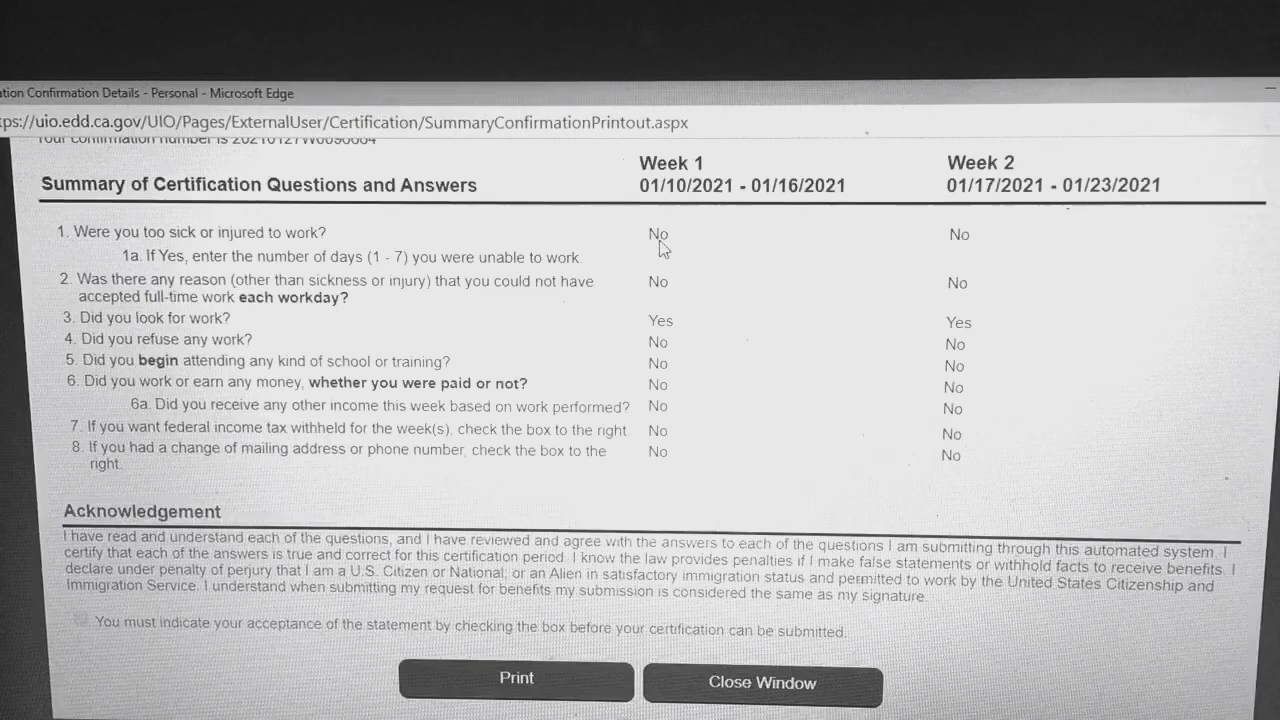 tion Confirmation Details - Personal - Microsoft Edge
ps://uio.edd.ca.gov/UIO/Pages/ExternalUser/Certification/SummaryConfirmationPrintout.aspx
Your confirmation number is
Week 1 Week 2
Summary of Certification Questions and Answers 01/10/2021 - 01/16/2021 01/17/2021 - 01/23/2021
1. Were you too sick or injured to work? No No
1a. If Yes, enter the number of days (1 - 7) you were unable to work.
2. Was there any reason (other than sickness or injury) that you could not have No No
accepted full-time work each workday?
3. Did you look for work? Yes Yes
4. Did you refuse any work? No No
5. Did you begin attending any kind of school or training? No No
6. Did you work or earn any money, whether you were paid or not? No No
6a. Did you receive any other income this week based on work performed? No No
7. If you want federal income tax withheld for the week(s), check the box to the right No No
8. If you had a change of mailing address or phone number, check the box to the No No
right.
Acknowledgement
I have read and understand each of the questions, and I have reviewed and agree with the answers to each of the questions I am submitting through this automated system. I
certify that each of the answers is true and correct for this certification period. I know the law provides penalties if I make false statements or withhold facts to receive benefits. I
declare under penalty of perjury that I am a U.S. Citizen or National, or an Alien in satisfactory immigration status and permitted to work by the United States Citizenship and
Immigration Service. I understand when submitting my request for benefits my submission is considered the same as my signature.
You must indicate your acceptance of the statement by checking the box before your certification can be submitted.
Print Close Window